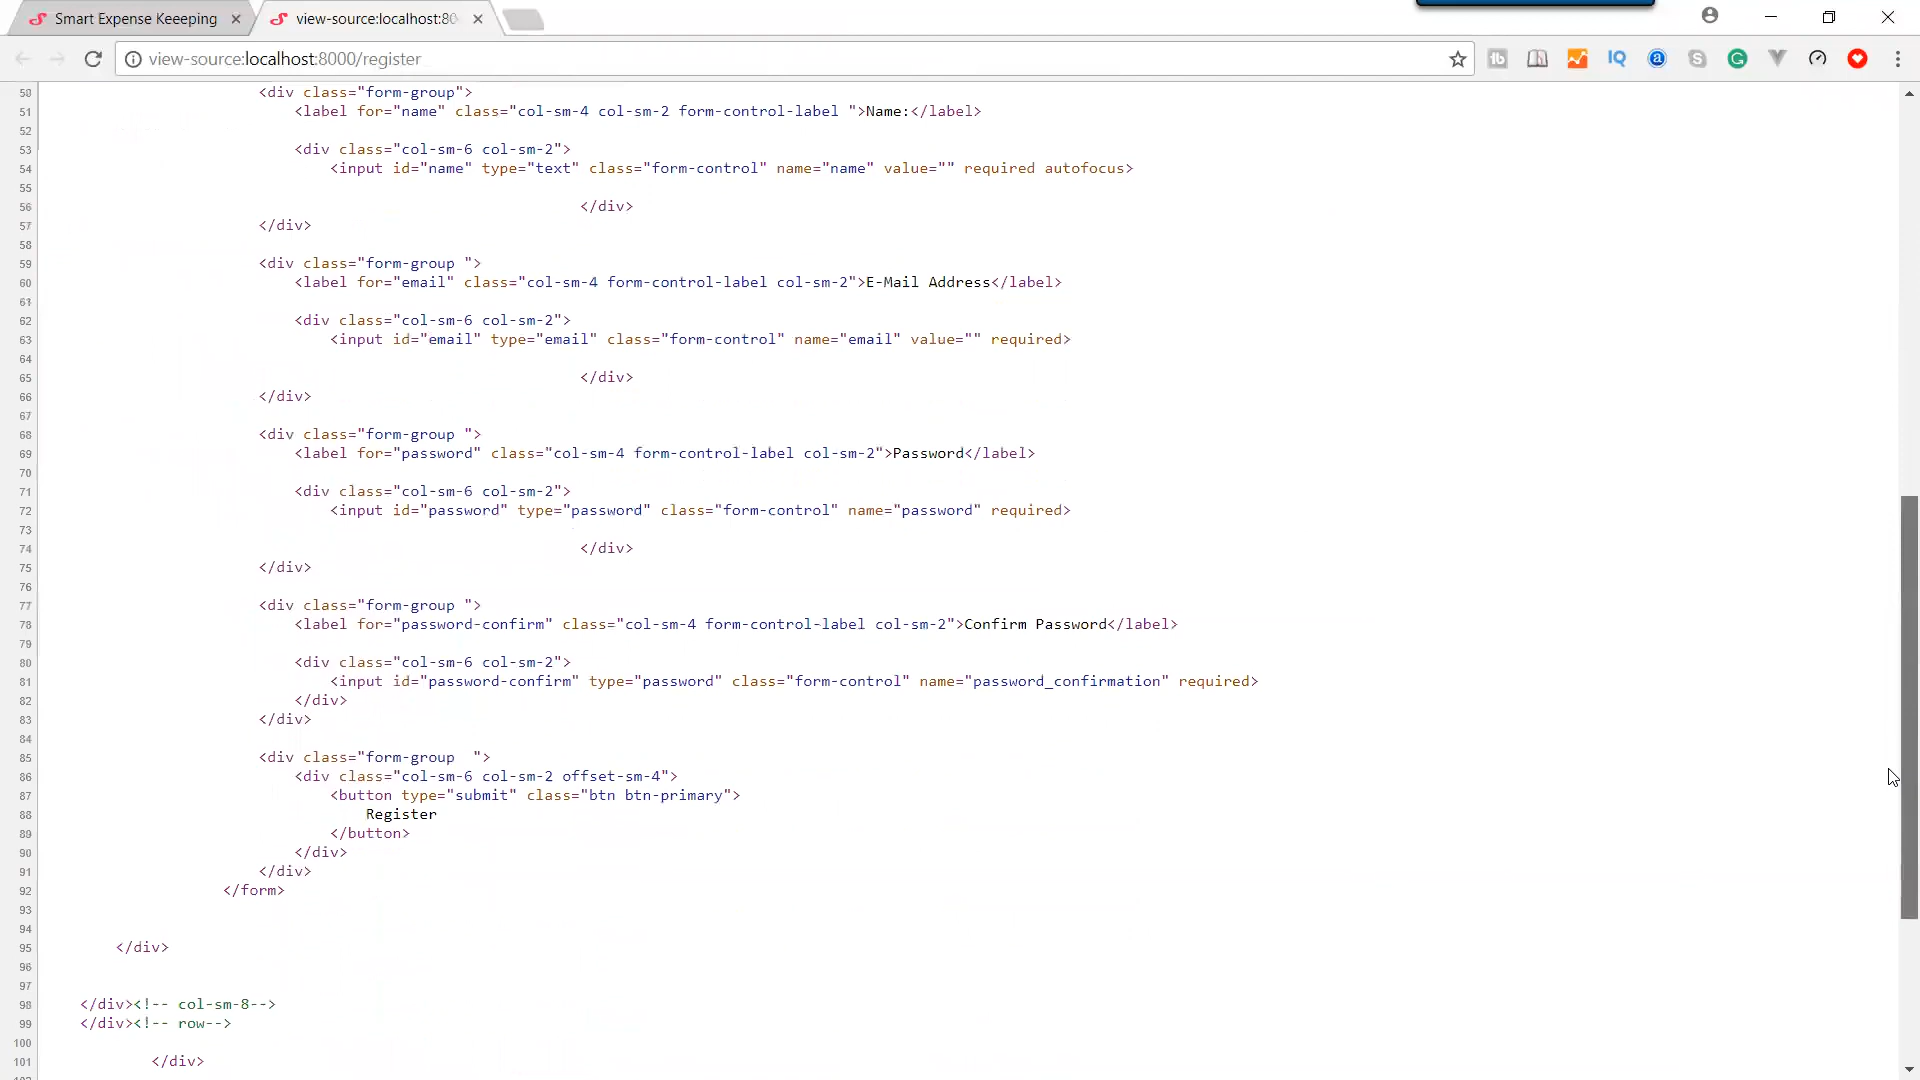 Smart Expense Keeeping
view-source:localhost:80
view-source:localhost:8000/register
50 <div class="form-group">
51 <label for="name" class="col-sm-4 col-sm-2 form-control-label ">Name:</label>
52
53 <div class="col-sm-6 col-sm-2">
54 <input id="name" type="text" class="form-control" name="name" value="" required autofocus>
55
56 </div>
57 </div>
58
59 <div class="form-group ">
60 <label for="email" class="col-sm-4 form-control-label col-sm-2">E-Mail Address</label>
61
62 <div class="col-sm-6 col-sm-2">
63 <input id="email" type="email" class="form-control" name="email" value="" required>
64
65 </div>
66 </div>
67
68 <div class="form-group ">
69 <label for="password" class="col-sm-4 form-control-label col-sm-2">Password</label>
70
71 <div class="col-sm-6 col-sm-2">
72 <input id="password" type="password" class="form-control" name="password" required>
73
74 </div>
75 </div>
76
77 <div class="form-group ">
78 <label for="password-confirm" class="col-sm-4 form-control-label col-sm-2">Confirm Password</label>
79
80 <div class="col-sm-6 col-sm-2">
81 <input id="password-confirm" type="password" class="form-control" name="password_confirmation" required>
82 </div>
83 </div>
84
85 <div class="form-group  ">
86 <div class="col-sm-6 col-sm-2 offset-sm-4">
87 <button type="submit" class="btn btn-primary">
88 Register
89 </button>
90 </div>
91 </div>
92 </form>
93
94
95 </div>
96
97
98 </div><!-- col-sm-8-->
99 </div><!-- row-->
100
101 </div>